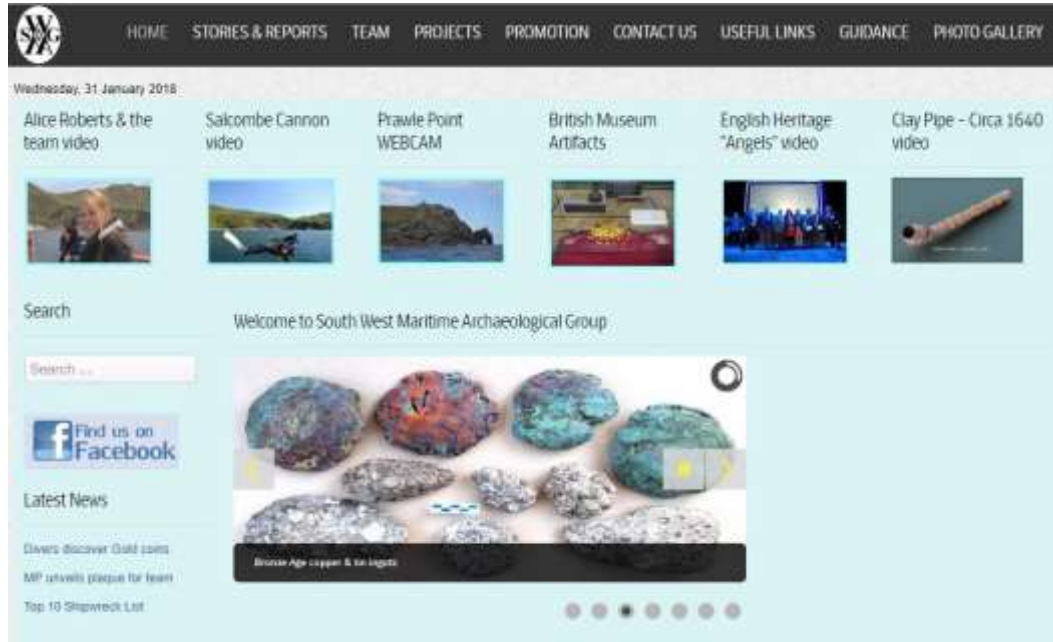 HOME STORIES & REPORTS TEAM PROJECTS PROMOTION CONTACT US USEFUL LINKS GUIDANCE PHOTO GALLERY
Wednesday, 31 January 2018
Alice Roberts & the
team video
Salcombe Cannon
video
Prawle Point
WEBCAM
British Museum
Artifacts
English Heritage
"Angels" video
Clay Pipe - Circa 1640
video
Search
Welcome to South West Maritime Archaeological Group
Search ...
Find us on
Facebook
Latest News
Divers discover Gold coins
MP unveils plaque for team
Top 10 Shipwreck List
Bronze Age copper & tin ingots